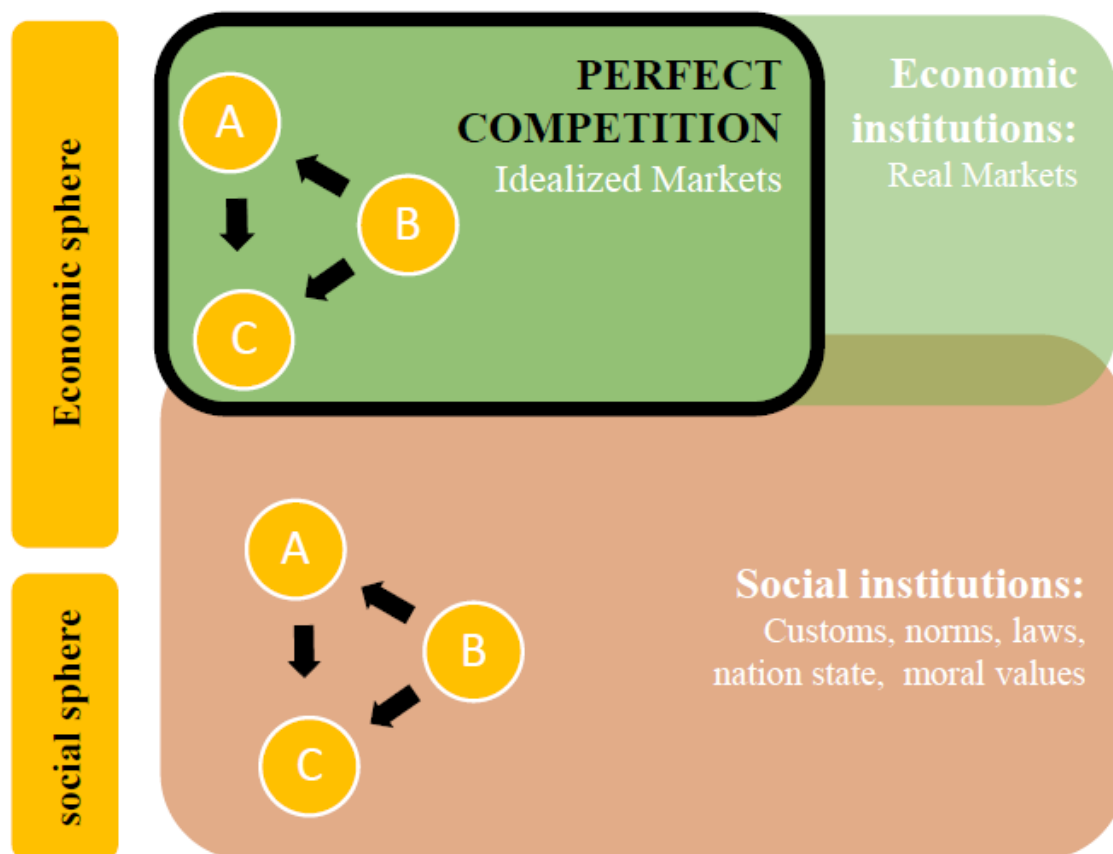 Economic sphere
social sphere
PERFECT
COMPETITION
Idealized Markets
Economic
institutions:
Real Markets
A
B
C
A
B
C
Social institutions:
Customs, norms, laws,
nation state, moral values